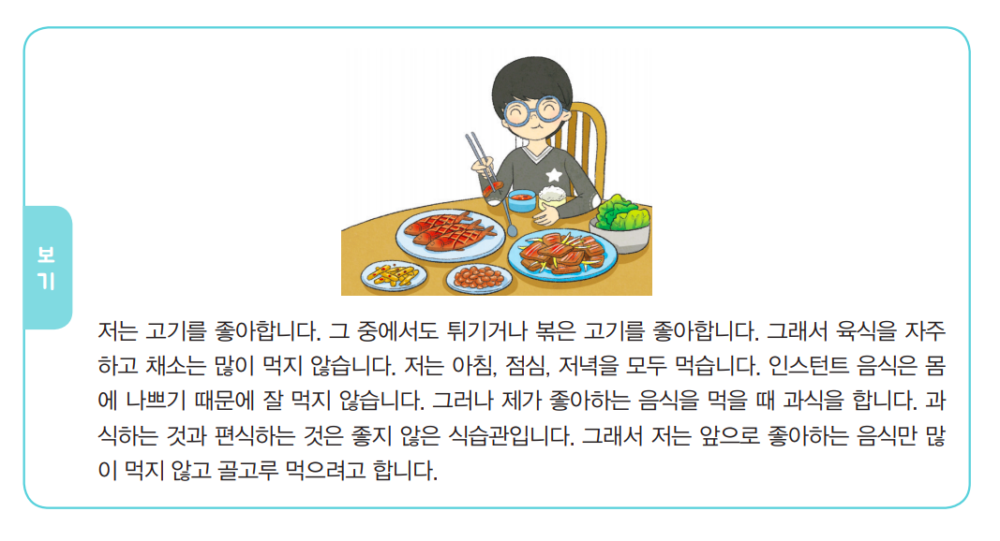 보
기
저는 고기를 좋아합니다. 그 중에서도 튀기거나 볶은 고기를 좋아합니다. 그래서 육식을 자주
하고 채소는 많이 먹지 않습니다. 저는 아침, 점심, 저녁을 모두 먹습니다. 인스턴트 음식은 몸
에 나쁘기 때문에 잘 먹지 않습니다. 그러나 제가 좋아하는 음식을 먹을 때 과식을 합니다. 과
식하는 것과 편식하는 것은 좋지 않은 식습관입니다. 그래서 저는 앞으로 좋아하는 음식만 많
이 먹지 않고 골고루 먹으려고 합니다.